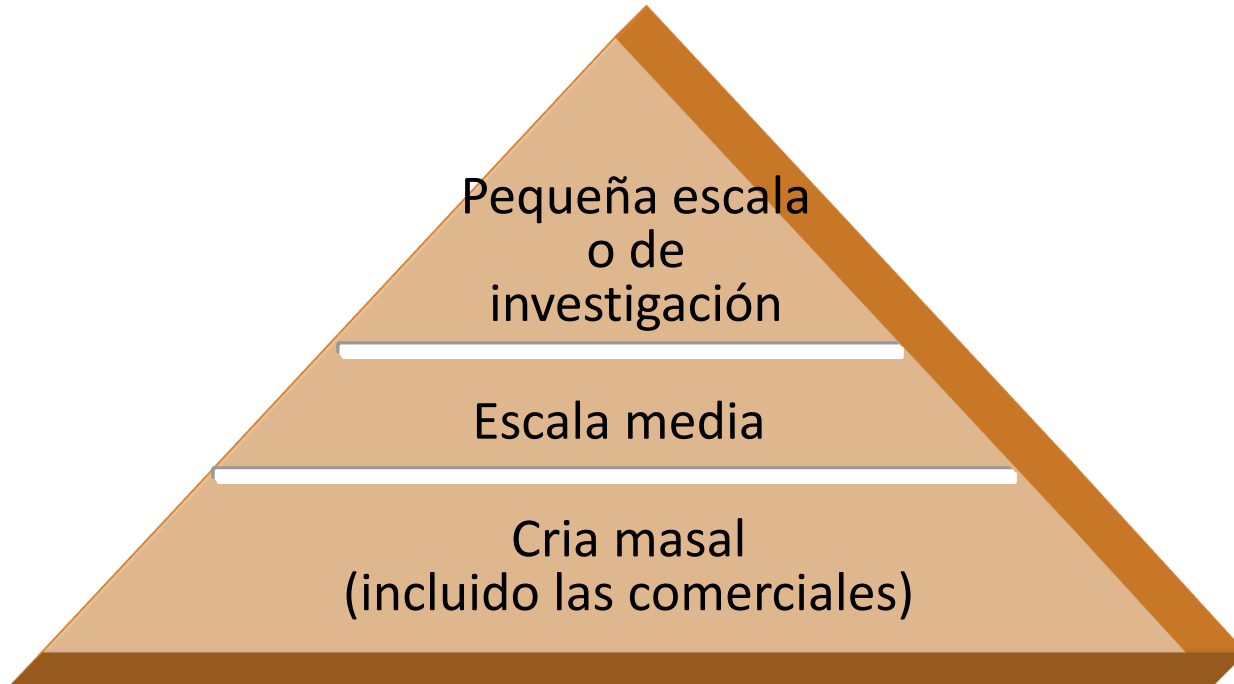 Pequeña escala
o de
investigación
Escala media
Cria masal
(incluido las comerciales)